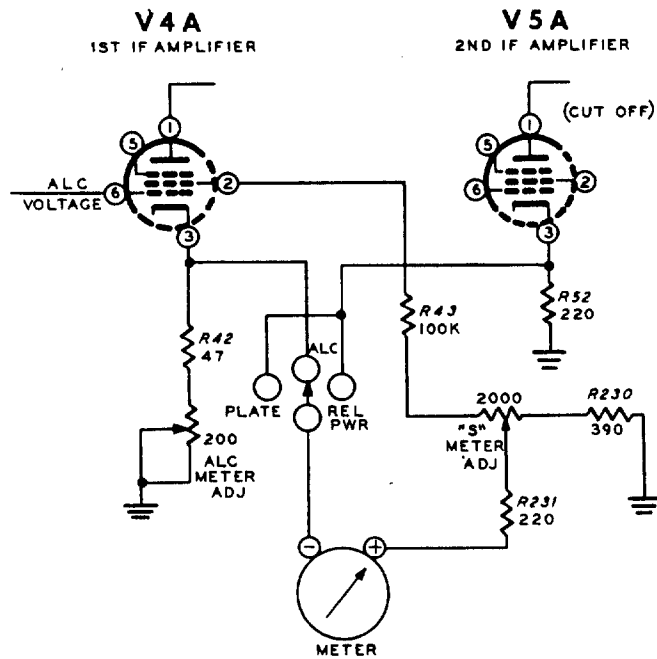 V4A
1ST IF AMPLIFIER
V5A
2ND IF AMPLIFIER
(CUT OFF)
1
5
6
2
3
ALC
VOLTAGE
1
5
6
2
3
R42
47
200
ALC
METER
ADJ
ALC
PLATE
REL
PWR
R43
100K
R52
220
2000
"S"
METER
ADJ
R230
390
R231
220
-
+
METER